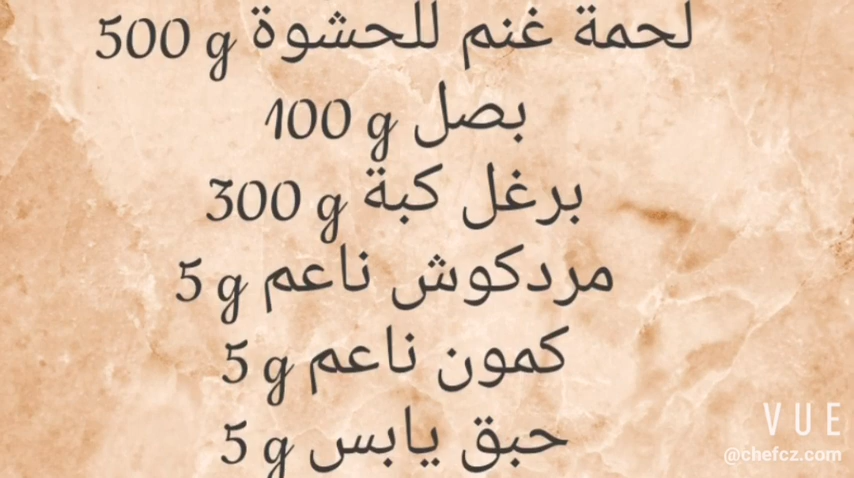 لحمة غنم للحشوة 500 g
بصل 100 g
برغل كبة 300 g
مردكوش ناعم 5 g
كمون ناعم 5 g
حبق يابس 5 g
VUE
@chefcz.com